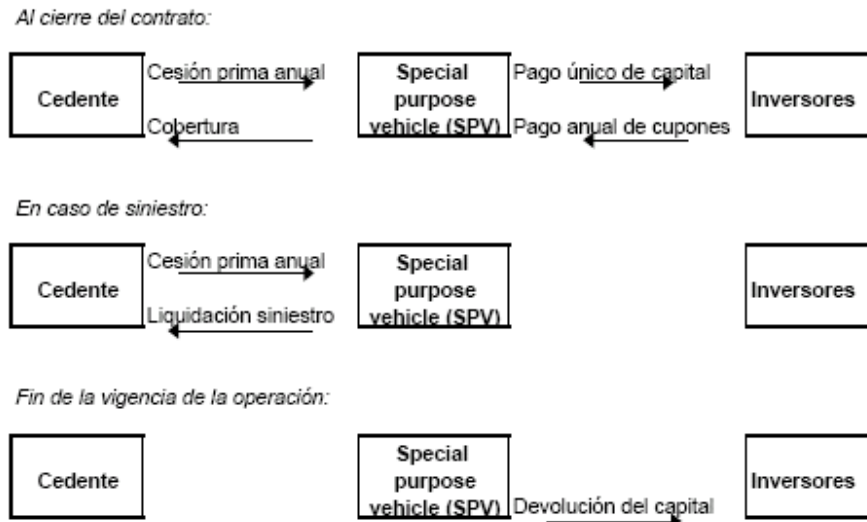 Al cierre del contrato:
Cesión prima anual
Special
Pago único de capital
Cedente
purpose
Inversores
Cobertura
vehicle (SPV)
Pago anual de cupones
En caso de siniestro:
Cesión prima anual
Special
Cedente
purpose
Inversores
Liquidación siniestro
vehicle (SPV)
Fin de la vigencia de la operación:
Special
Cedente
purpose
Inversores
vehicle (SPV)
Devolución del capital